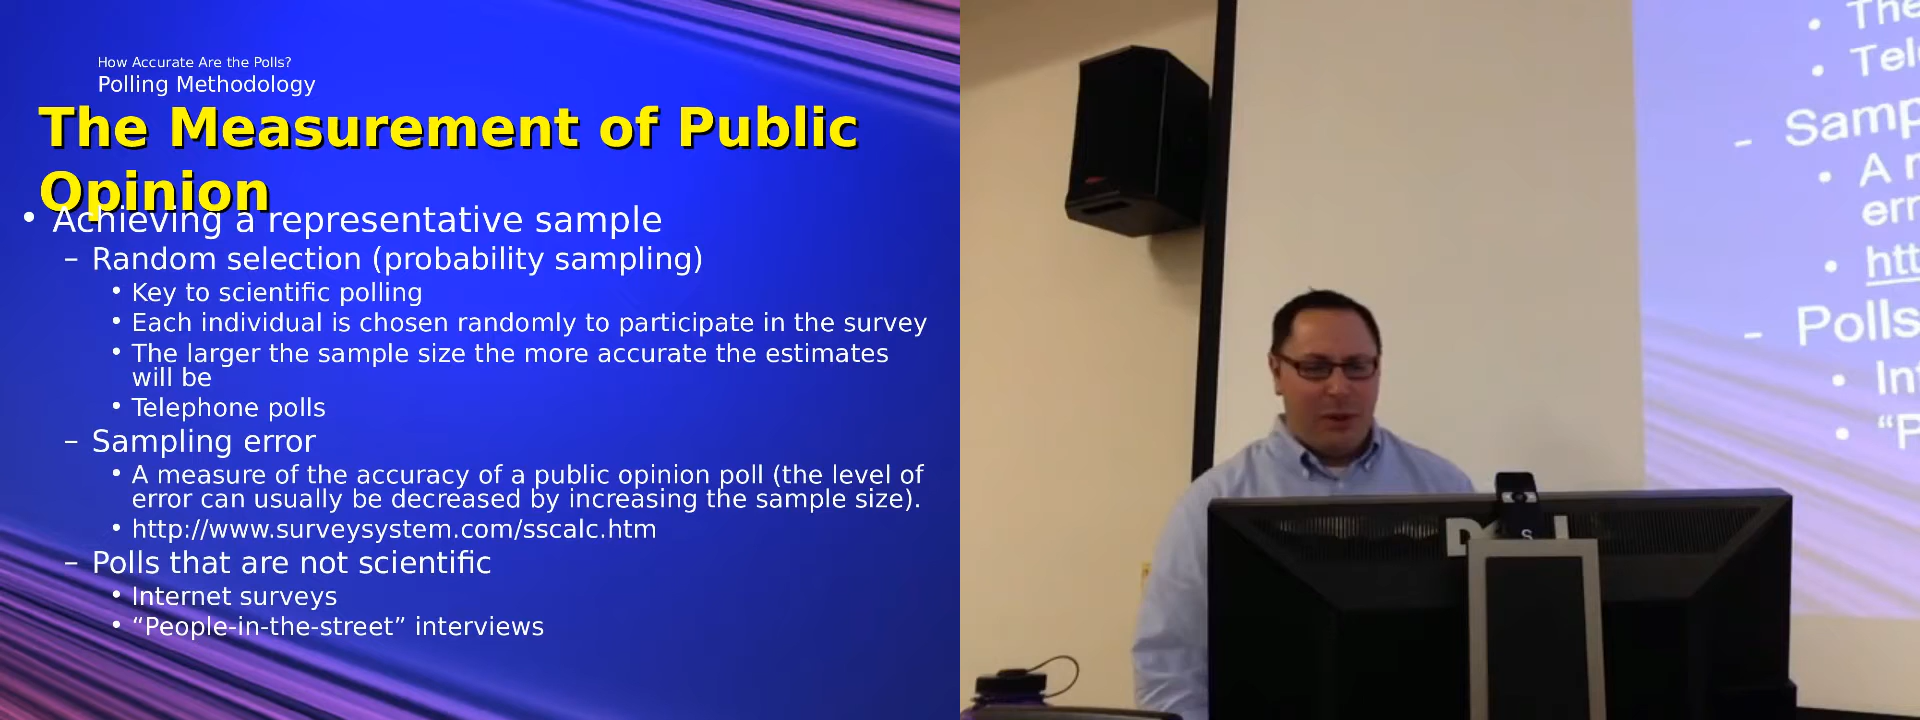 How Accurate Are the Polls?
Polling Methodology
The Measurement of Public
Opinion
• Achieving a representative sample
– Random selection (probability sampling)
• Key to scientific polling
• Each individual is chosen randomly to participate in the survey
• The larger the sample size the more accurate the estimates
will be
• Telephone polls
– Sampling error
• A measure of the accuracy of a public opinion poll (the level of
error can usually be decreased by increasing the sample size).
• http://www.surveysystem.com/sscalc.htm
– Polls that are not scientific
• Internet surveys
• “People-in-the-street” interviews
• The
• Tel
– Samp
• A m
err
• htt
– Polls
• Int
• “P